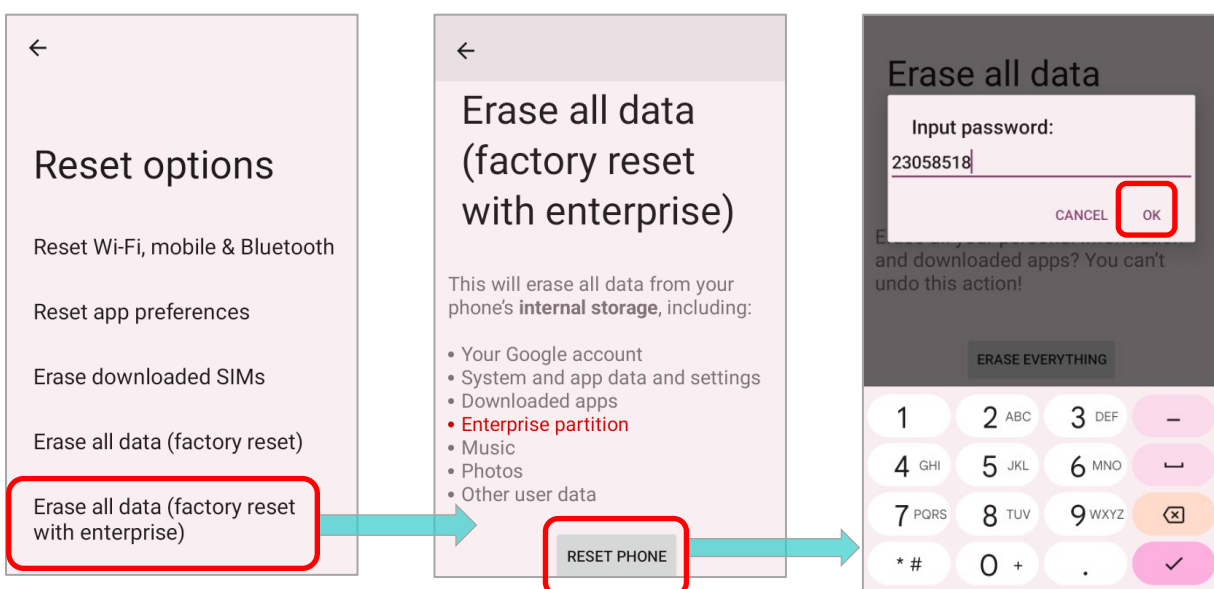 ←
Reset options
Reset Wi-Fi, mobile & Bluetooth
Reset app preferences
Erase downloaded SIMs
Erase all data (factory reset)
Erase all data (factory reset
with enterprise)
←
Erase all data
(factory reset
with enterprise)
This will erase all data from your
phone's internal storage, including:
• Your Google account
• System and app data and settings
• Downloaded apps
• Enterprise partition
• Music
• Photos
• Other user data
RESET PHONE
Erase all data
Input password:
23058518
CANCEL OK
and downloaded apps? You can't
undo this action!
ERASE EVERYTHING
1 2 ABC 3 DEF –
4 GHI 5 JKL 6 MNO
7 PQRS 8 TUV 9 WXYZ
* # 0 + .